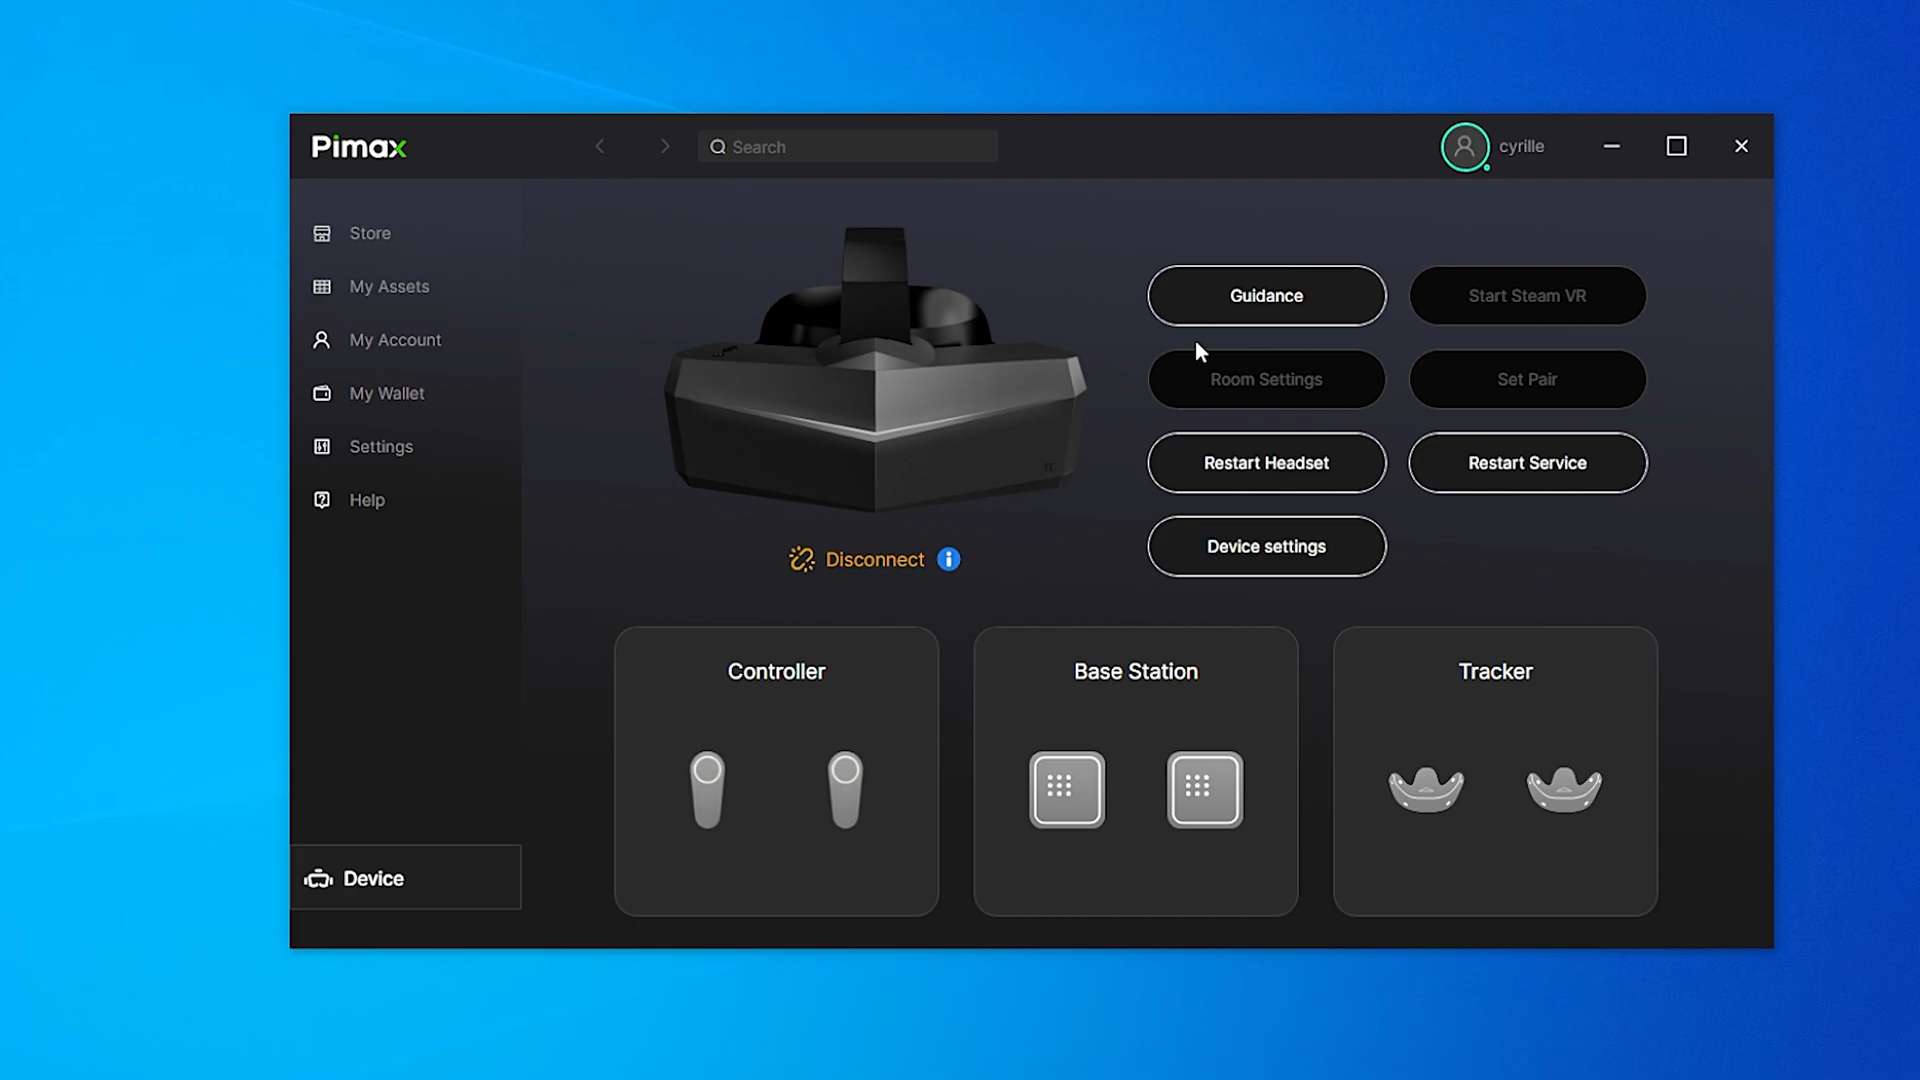 Pimax
Search
cyrille
Store
My Assets
My Account
My Wallet
Settings
Help
Device
Guidance
Start Steam VR
Room Settings
Set Pair
Restart Headset
Restart Service
Device settings
Disconnect
Controller
Base Station
Tracker